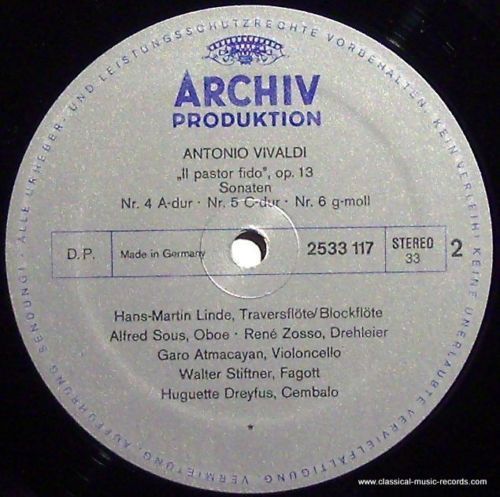 ALLE URHEBER- UND LEISTUNGSSCHUTZRECHTE VORBEHALTEN. KEIN VERLEIH! KEINE UNERLAUBTE VERVIELFÄLTIGUNG, VERMIETUNG, AUFFÜHRUNG, SENDUNG!
ARCHIV
PRODUKTION
ANTONIO VIVALDI
„Il pastor fido", op. 13
Sonaten
Nr. 4 A-dur · Nr. 5 C-dur · Nr. 6 g-moll
D.P. Made in Germany 2533 117 STEREO 33 2
Hans-Martin Linde, Traversflöte/Blockflöte
Alfred Sous, Oboe · René Zosso, Drehleier
Garo Atmacayan, Violoncello
Walter Stiftner, Fagott
Huguette Dreyfus, Cembalo
*
www.classical-music-records.com